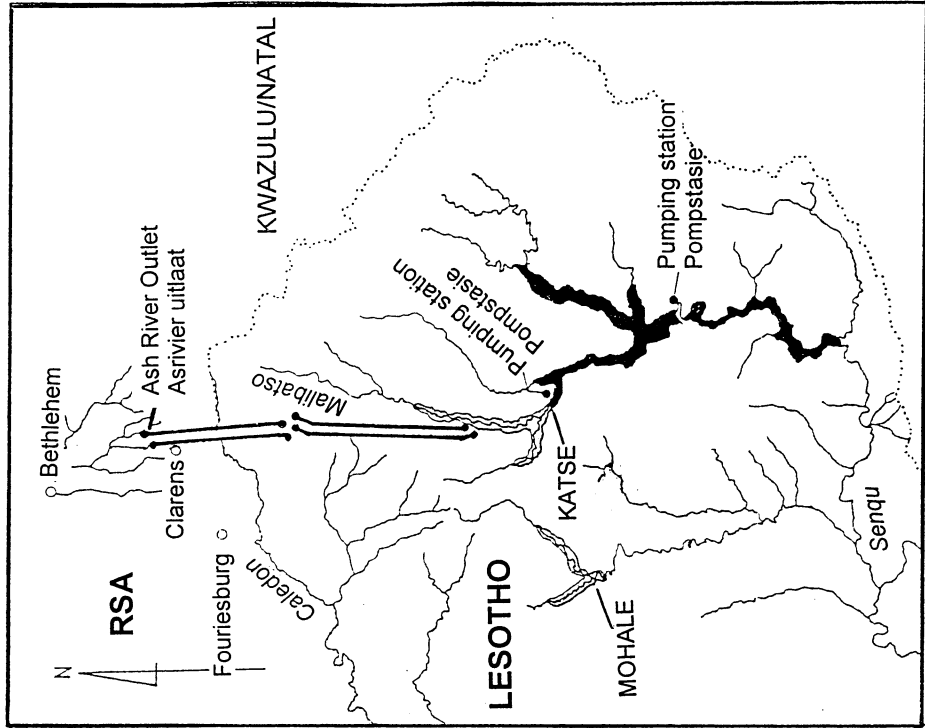 N
RSA
Bethlehem
Ash River Outlet
Asrivier uitlaat
Clarens
Fouriesburg
Caledon
KWAZULU/NATAL
Malibatso
Pumping station
Pompstasie
LESOTHO
KATSE
MOHALE
Pumping station
Pompstasie
Senqu